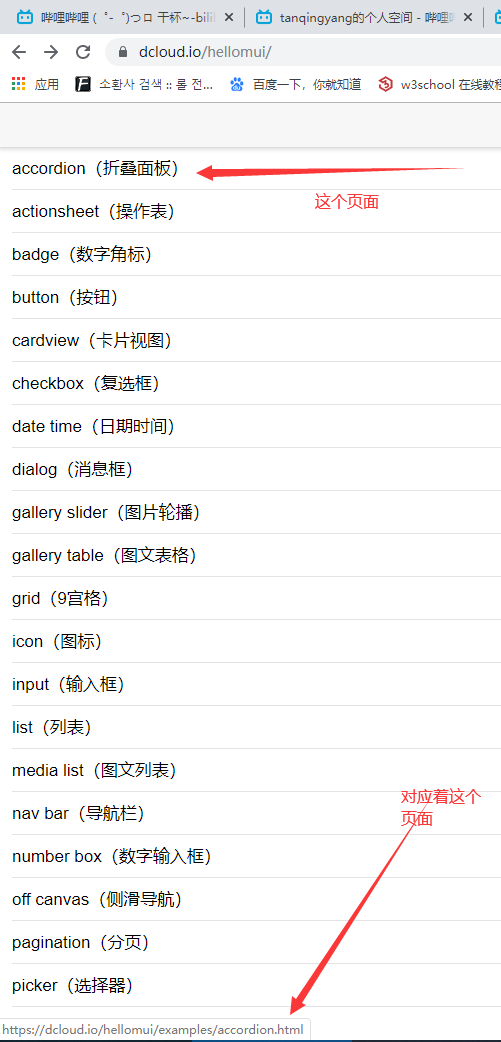 哔哩哔哩 ( ゜- ゜)つロ 干杯~-bili
tanqingyang的个人空间 - 哔哩哔
dcloud.io/hellomui/
应用
소환사 검색 :: 롤 전...
百度一下，你就知道
w3school 在线教程
accordion（折叠面板）
这个页面
actionsheet（操作表）
badge（数字角标）
button（按钮）
cardview（卡片视图）
checkbox（复选框）
date time（日期时间）
dialog（消息框）
gallery slider（图片轮播）
gallery table（图文表格）
grid（9宫格）
icon（图标）
input（输入框）
list（列表）
media list（图文列表）
对应着这个
页面
nav bar（导航栏）
number box（数字输入框）
off canvas（侧滑导航）
pagination（分页）
picker（选择器）
https://dcloud.io/hellomui/examples/accordion.html